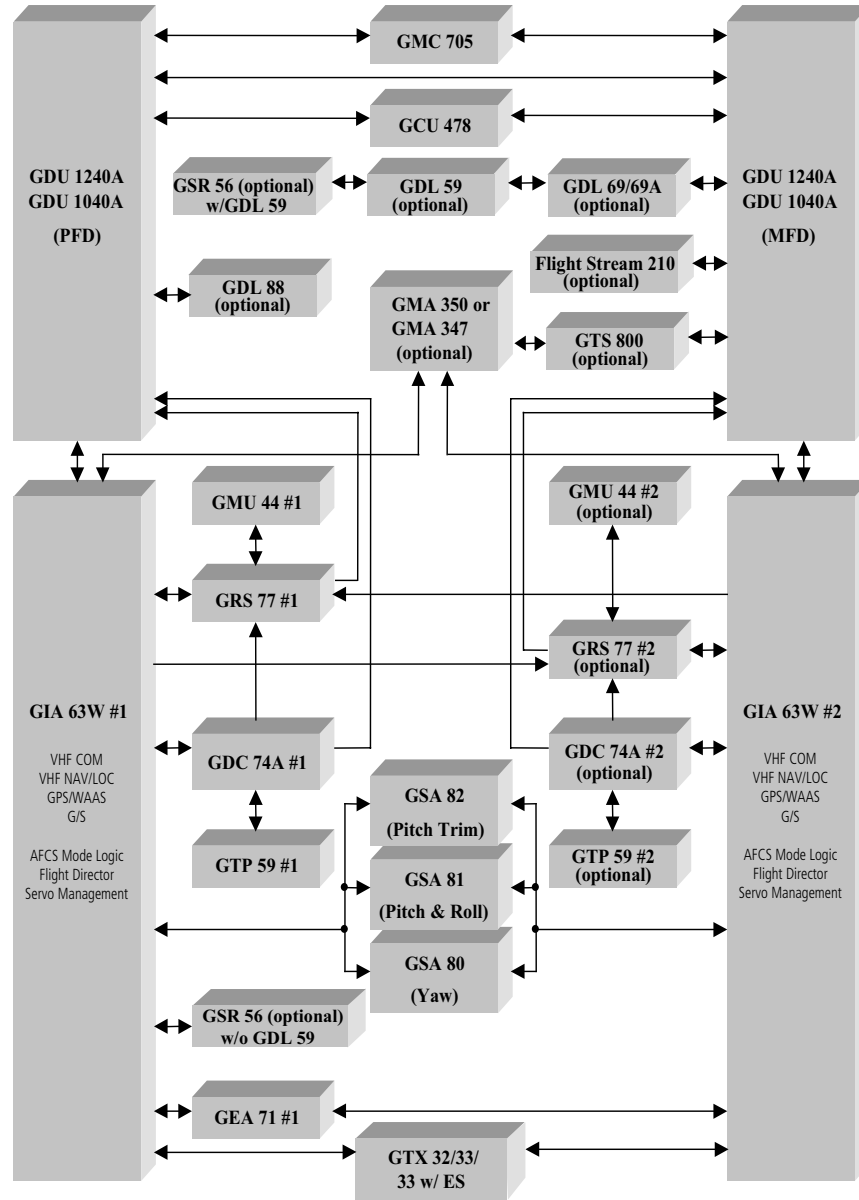 GMC 705
GCU 478
GDU 1240A
GDU 1040A
(PFD)
GSR 56 (optional)
w/GDL 59
GDL 59
(optional)
GDL 69/69A
(optional)
GDU 1240A
GDU 1040A
(MFD)
Flight Stream 210
(optional)
GDL 88
(optional)
GMA 350 or
GMA 347
(optional)
GTS 800
(optional)
GMU 44 #1
GMU 44 #2
(optional)
GRS 77 #1
GRS 77 #2
(optional)
GIA 63W #1
VHF COM
VHF NAV/LOC
GPS/WAAS
G/S
AFCS Mode Logic
Flight Director
Servo Management
GDC 74A #1
GTP 59 #1
GSA 82
(Pitch Trim)
GSA 81
(Pitch & Roll)
GSA 80
(Yaw)
GDC 74A #2
(optional)
GTP 59 #2
(optional)
GIA 63W #2
VHF COM
VHF NAV/LOC
GPS/WAAS
G/S
AFCS Mode Logic
Flight Director
Servo Management
GSR 56 (optional)
w/o GDL 59
GEA 71 #1
GTX 32/33/
33 w/ ES